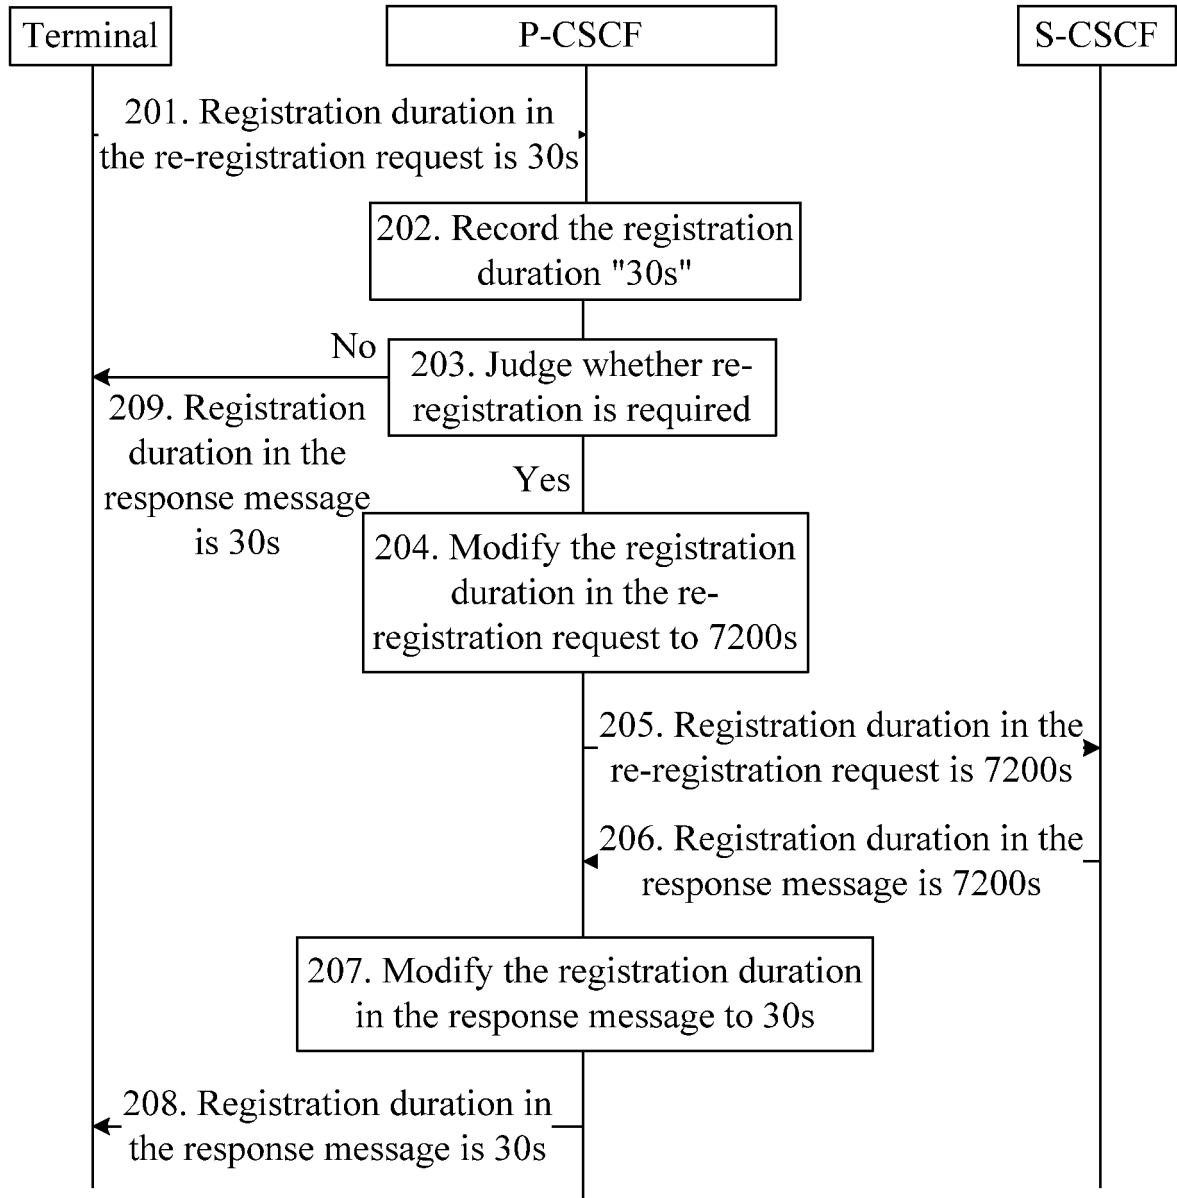 Terminal
P-CSCF
S-CSCF
201. Registration duration in
the re-registration request is 30s
202. Record the registration
duration "30s"
No
203. Judge whether re-
registration is required
209. Registration
duration in the
response message
is 30s
Yes
204. Modify the registration
duration in the re-
registration request to 7200s
205. Registration duration in the
re-registration request is 7200s
206. Registration duration in the
response message is 7200s
207. Modify the registration duration
in the response message to 30s
208. Registration duration in
the response message is 30s